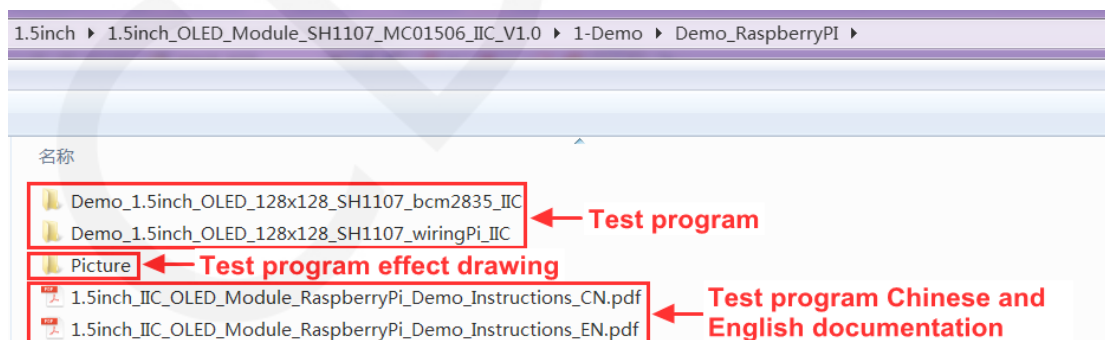 1.5inch ▸ 1.5inch_OLED_Module_SH1107_MC01506_IIC_V1.0 ▸ 1-Demo ▸ Demo_RaspberryPI ▸
名称
Demo_1.5inch_OLED_128x128_SH1107_bcm2835_IIC
Demo_1.5inch_OLED_128x128_SH1107_wiringPi_IIC
Test program
Picture
Test program effect drawing
1.5inch_IIC_OLED_Module_RaspberryPi_Demo_Instructions_CN.pdf
1.5inch_IIC_OLED_Module_RaspberryPi_Demo_Instructions_EN.pdf
Test program Chinese and
English documentation